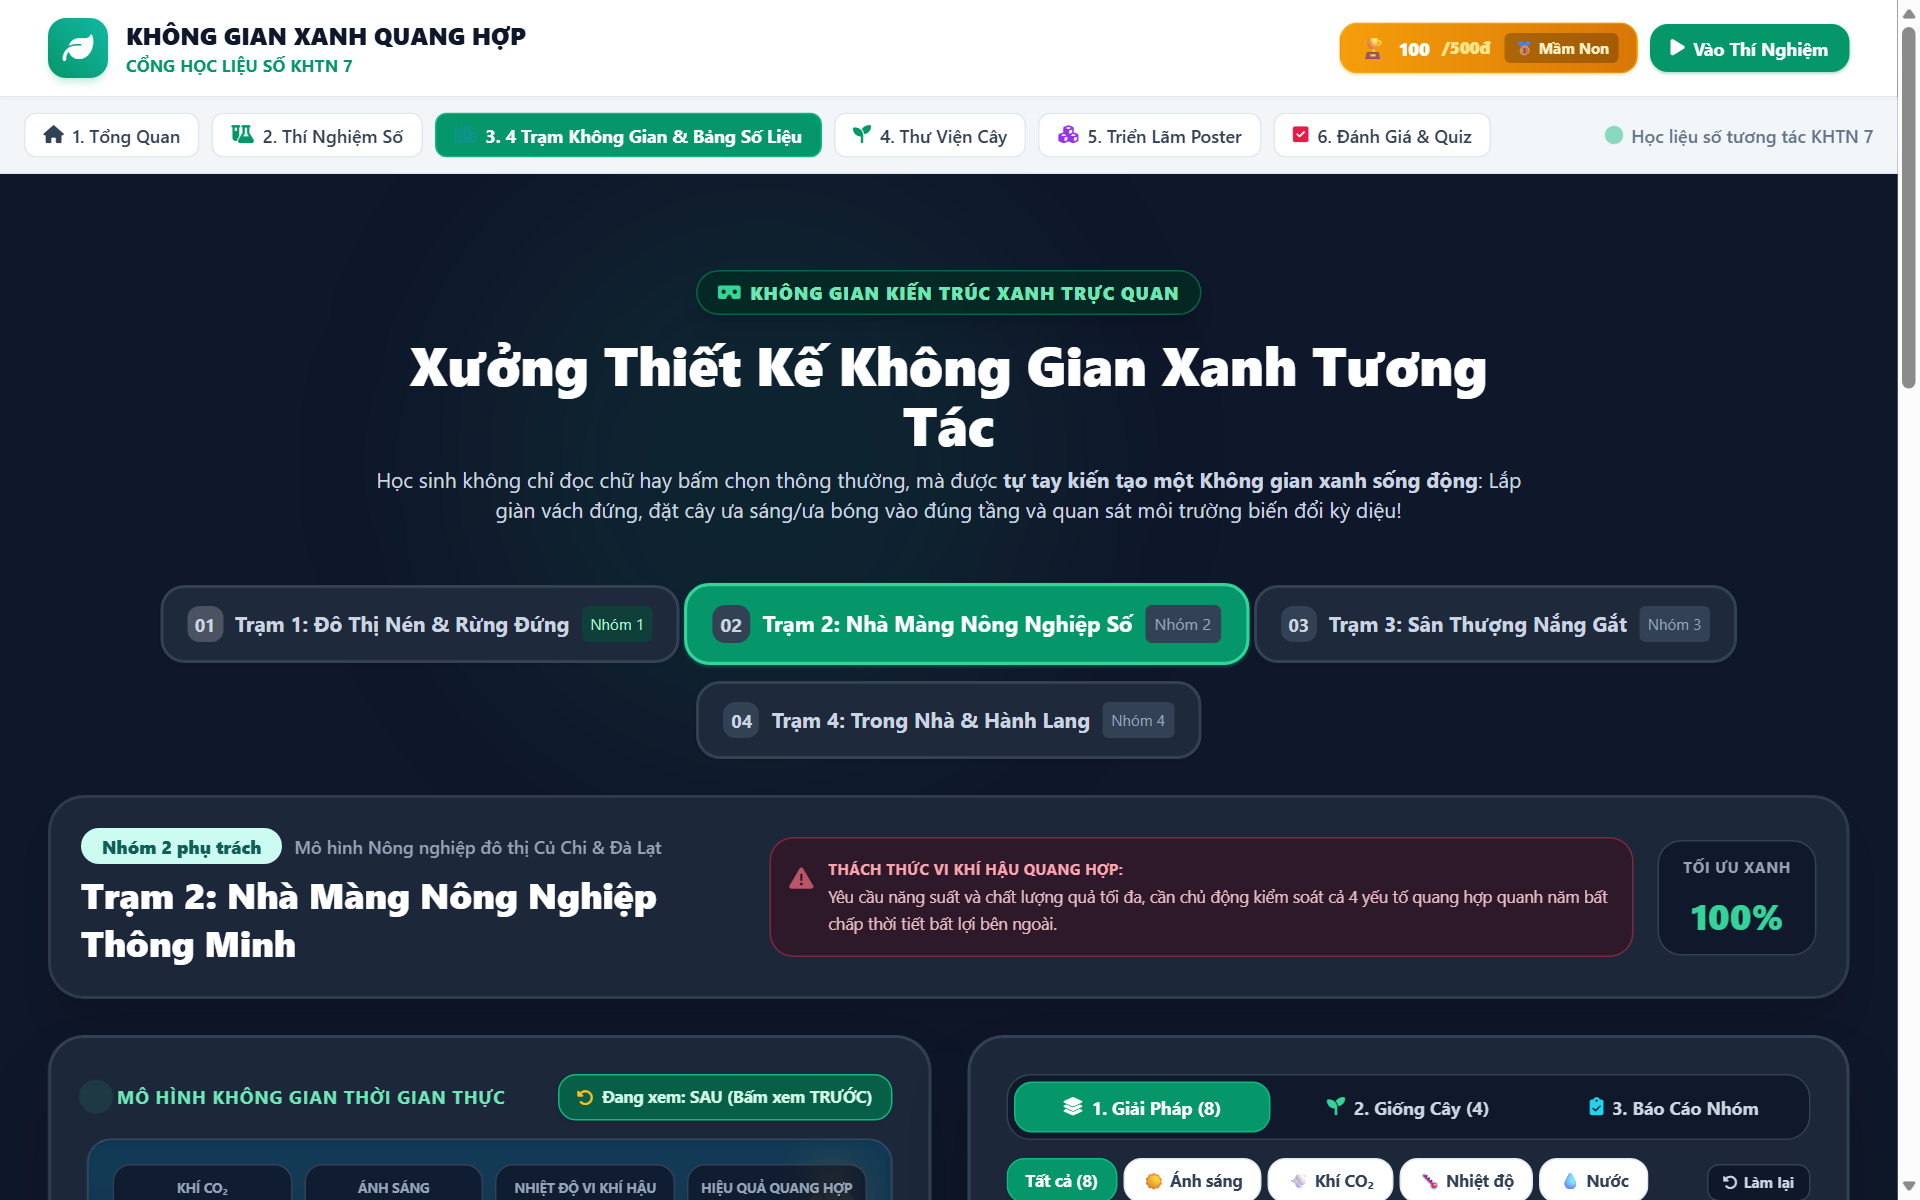 KHÔNG GIAN XANH QUANG HỢP
CỔNG HỌC LIỆU SỐ KHTN 7
100 /500đ Mầm Non
Vào Thí Nghiệm
1. Tổng Quan
2. Thí Nghiệm Số
3. 4 Trạm Không Gian & Bảng Số Liệu
4. Thư Viện Cây
5. Triển Lãm Poster
6. Đánh Giá & Quiz
Học liệu số tương tác KHTN 7
KHÔNG GIAN KIẾN TRÚC XANH TRỰC QUAN
Xưởng Thiết Kế Không Gian Xanh Tương
Tác
Học sinh không chỉ đọc chữ hay bấm chọn thông thường, mà được tự tay kiến tạo một Không gian xanh sống động: Lắp
giàn vách đứng, đặt cây ưa sáng/ưa bóng vào đúng tầng và quan sát môi trường biến đổi kỳ diệu!
01 Trạm 1: Đô Thị Nén & Rừng Đứng Nhóm 1
02 Trạm 2: Nhà Màng Nông Nghiệp Số Nhóm 2
03 Trạm 3: Sân Thượng Nắng Gắt Nhóm 3
04 Trạm 4: Trong Nhà & Hành Lang Nhóm 4
Nhóm 2 phụ trách
Mô hình Nông nghiệp đô thị Củ Chi & Đà Lạt
Trạm 2: Nhà Màng Nông Nghiệp
Thông Minh
THÁCH THỨC VI KHÍ HẬU QUANG HỢP:
Yêu cầu năng suất và chất lượng quả tối đa, cần chủ động kiểm soát cả 4 yếu tố quang hợp quanh năm bất
chấp thời tiết bất lợi bên ngoài.
TỐI ƯU XANH
100%
MÔ HÌNH KHÔNG GIAN THỜI GIAN THỰC
Đang xem: SAU (Bấm xem TRƯỚC)
KHÍ CO₂
ÁNH SÁNG
NHIỆT ĐỘ VI KHÍ HẬU
HIỆU QUẢ QUANG HỢP
1. Giải Pháp (8)
2. Giống Cây (4)
3. Báo Cáo Nhóm
Tất cả (8)
Ánh sáng
Khí CO₂
Nhiệt độ
Nước
Làm lại